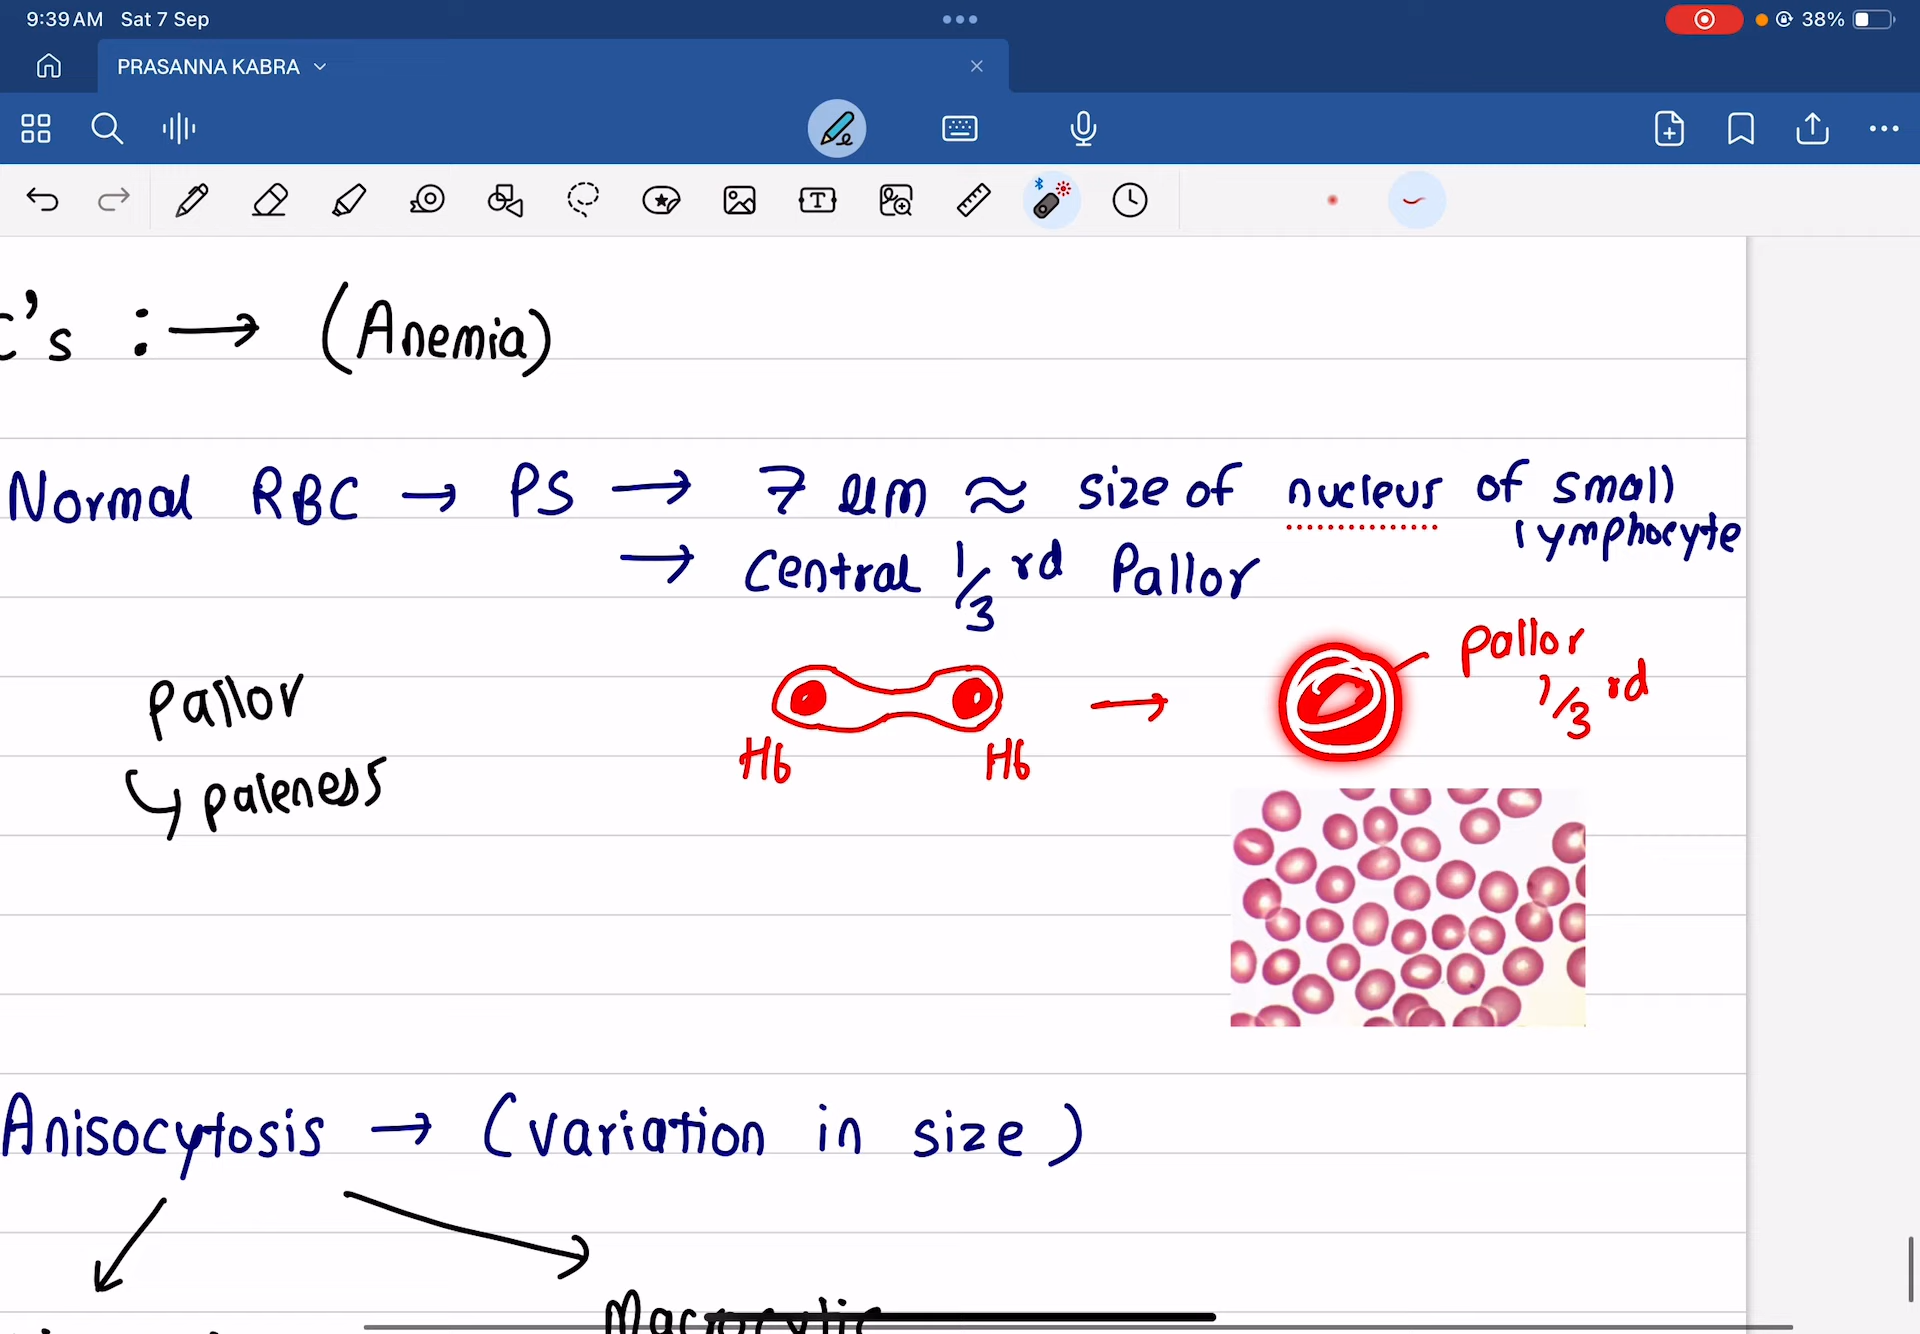 9:39 AM Sat 7 Sep
38%
PRASANNA KABRA
's :→ (Anemia)
Normal RBC → PS → 7 um ≈ size of nucleus of small
lymphocyte
→ Central 1/3 rd Pallor
pallor
1/3 rd
Pallor
↳ paleness
Hb Hb
Anisocytosis → (variation in size)
Macrocytic